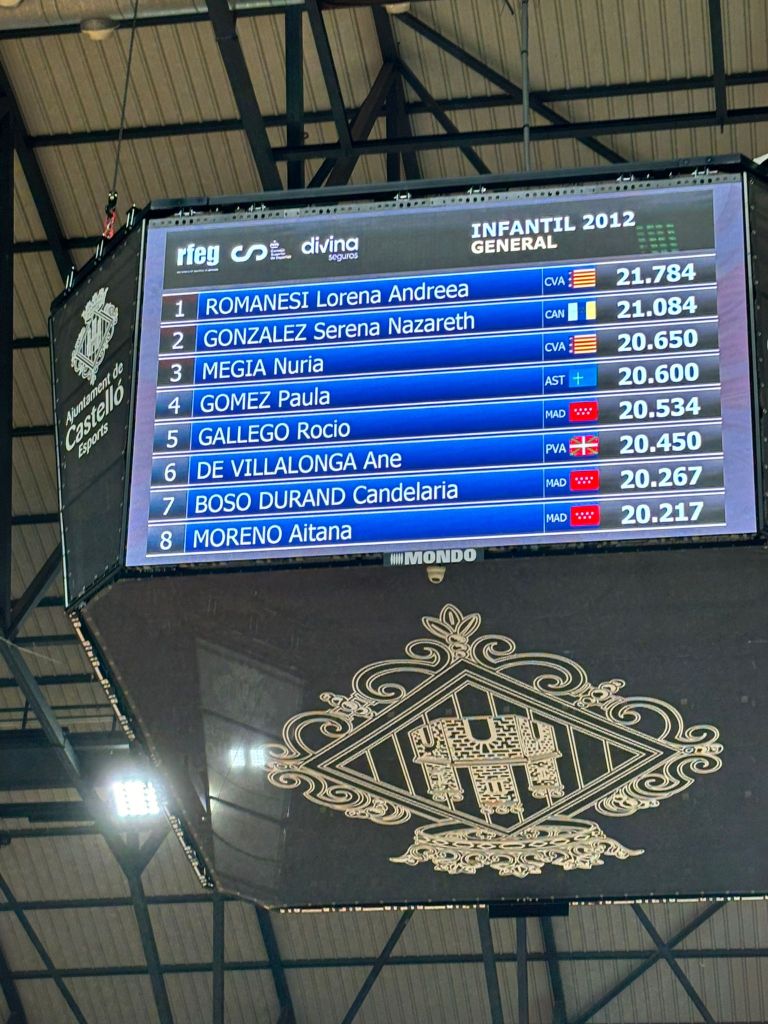 rfeg
CSD
divina
seguros
INFANTIL 2012
GENERAL
1 ROMANESI Lorena Andreea CVA 21.784
2 GONZALEZ Serena Nazareth CAN 21.084
3 MEGIA Nuria CVA 20.650
4 GOMEZ Paula AST 20.600
5 GALLEGO Rocio MAD 20.534
6 DE VILLALONGA Ane PVA 20.450
7 BOSO DURAND Candelaria MAD 20.267
8 MORENO Aitana MAD 20.217
MONDO
Ajuntament de
Castelló
Esports